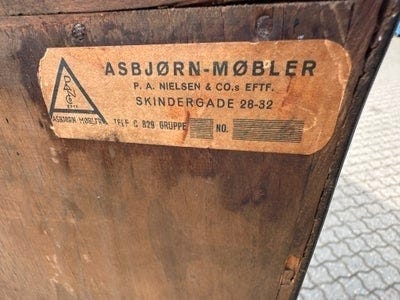 ASBJØRN-MØBLER
P. A. NIELSEN & CO.s EFTF.
SKINDERGADE 28-32
ASBJØRN-MØBLER
TELF C. 829 GRUPPE NO.